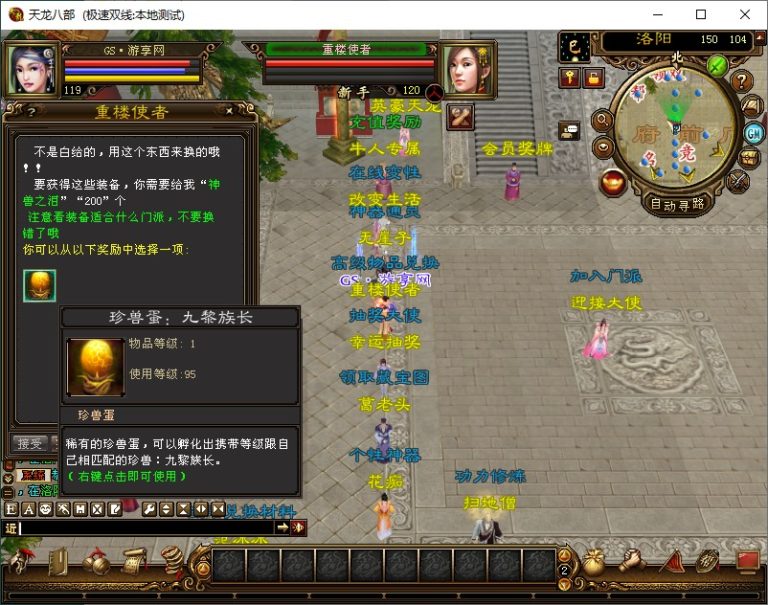 天龙八部 (极速双线:本地测试)
GS·游享网
119
重楼使者
新手
120
洛阳
150 104
北
自动寻路
GM
重楼使者
不是白给的，用这个东西来换的哦
！！
要获得这些装备，你需要给我“神
兽之泪”“200”个
注意看装备适合什么门派，不要换
错了哦
你可以从以下奖励中选择一项:
珍兽蛋：九黎族长
物品等级: 1
使用等级:95
珍兽蛋
稀有的珍兽蛋，可以孵化出携带等级跟自
己相匹配的珍兽：九黎族长。
(右键点击即可使用)
接受
英豪天龙
充值奖励
牛人专属
会员奖牌
在线变性
改变生活
无崖子
高级物品兑换
GS·游享网
重楼使者
加入门派
迎接大使
抽奖大使
幸运抽奖
领取藏宝图
葛老头
个性神器
花痴
功力修炼
扫地僧
兑换材料
近
2